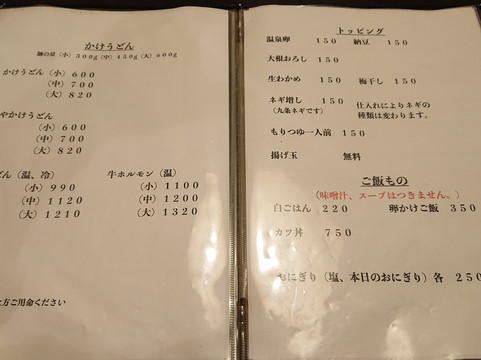 かけうどん
麺の量（小）300g（中）450g（大）600g
かけうどん（小）600
（中）700
（大）820
やかけうどん
（小）600
（中）700
（大）820
どん（温、冷）
（小）990
（中）1120
（大）1210
牛ホルモン（温）
（小）1100
（中）1200
（大）1320
方ご用命ください
トッピング
温泉卵 150 納豆 150
大根おろし 150
生わかめ 150 梅干し 150
ネギ増し 150 仕入れによりネギの
（九条ネギです） 種類は変わります。
もりつゆ一人前 150
揚げ玉 無料
ご飯もの
（味噌汁、スープはつきません。）
白ごはん 220 卵かけご飯 350
カツ丼 750
おにぎり（塩、本日のおにぎり）各 250